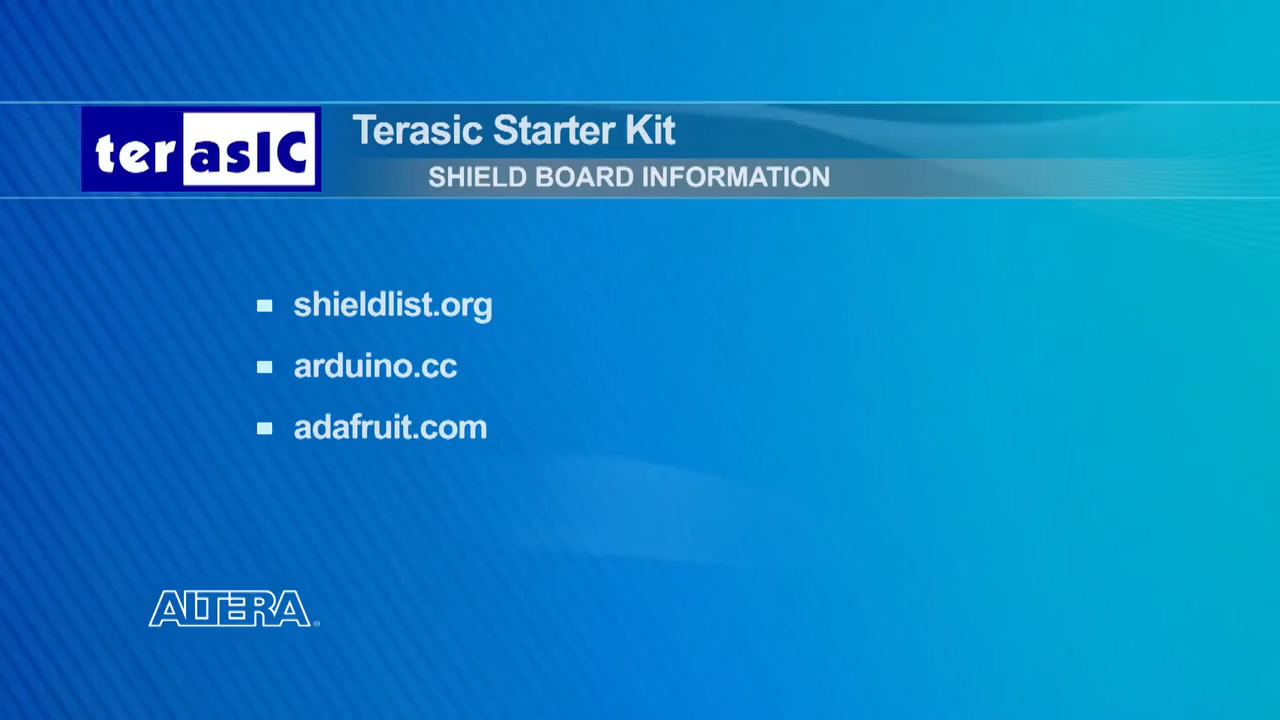 terasIC
Terasic Starter Kit
SHIELD BOARD INFORMATION
shieldlist.org
arduino.cc
adafruit.com
ALTERA®